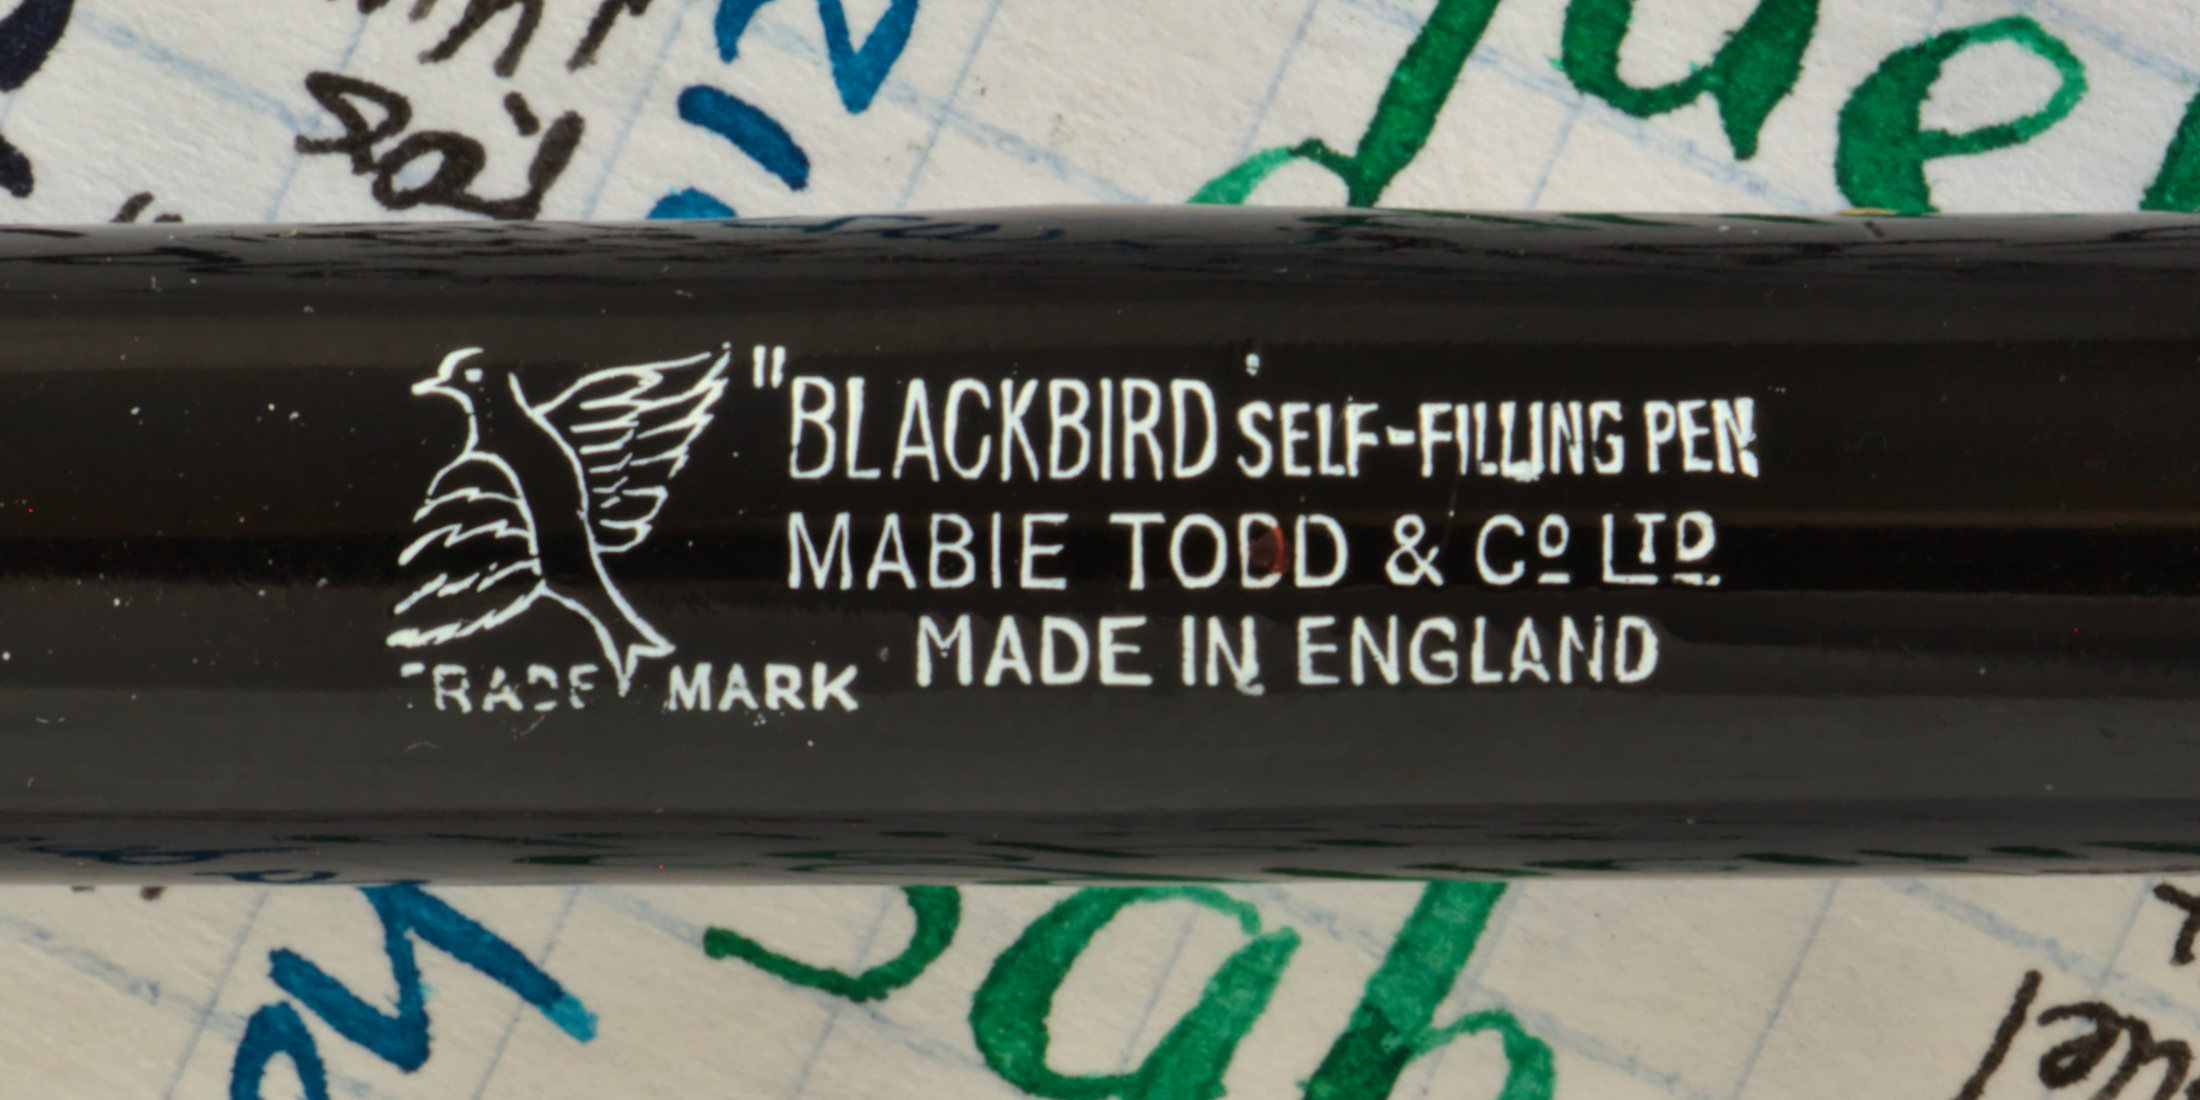 "BLACKBIRD SELF-FILLING PEN
MABIE TODD & Cº LTD
MADE IN ENGLAND
TRADE MARK